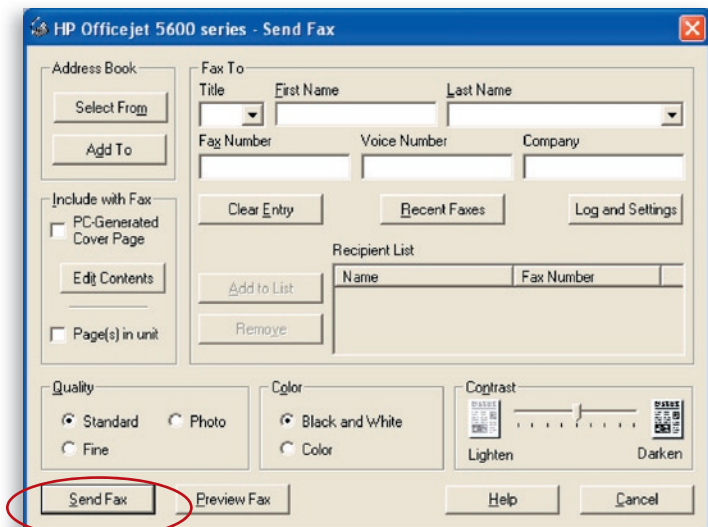 HP Officejet 5600 series - Send Fax
Address Book
Select From
Add To
Include with Fax
PC-Generated
Cover Page
Edit Contents
Page(s) in unit
Fax To
Title First Name Last Name
Fax Number Voice Number Company
Clear Entry Recent Faxes Log and Settings
Recipient List
Name Fax Number
Add to List
Remove
Quality
Standard Photo
Fine
Color
Black and White
Color
Contrast
Lighten Darken
Send Fax Preview Fax Help Cancel